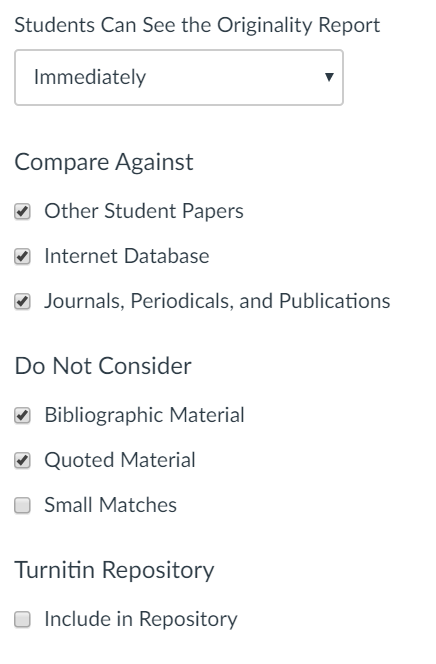 Students Can See the Originality Report
Immediately
Compare Against
Other Student Papers
Internet Database
Journals, Periodicals, and Publications
Do Not Consider
Bibliographic Material
Quoted Material
Small Matches
Turnitin Repository
Include in Repository